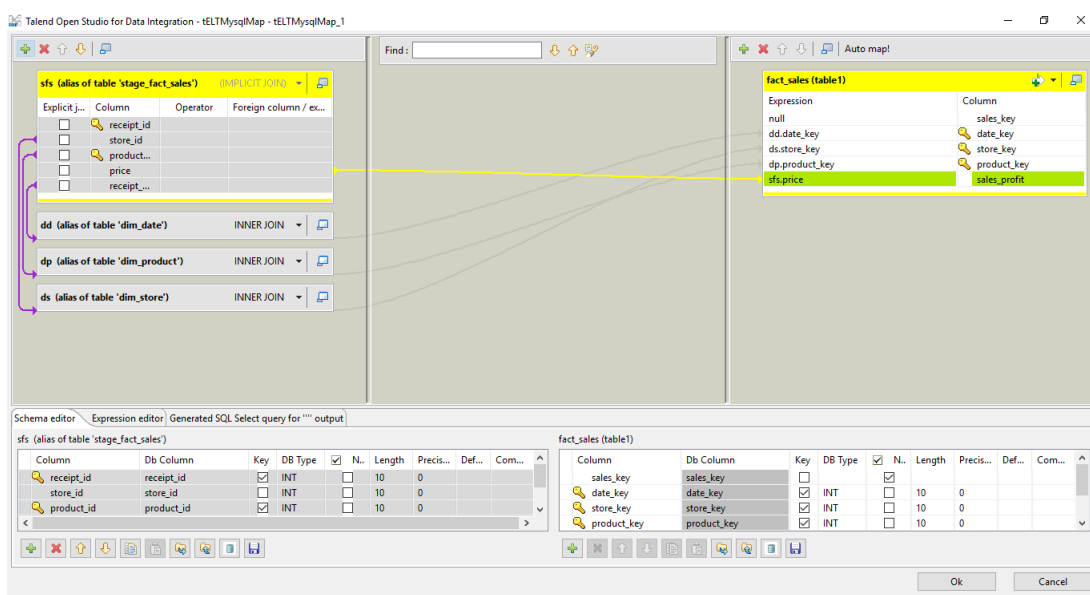 Talend Open Studio for Data Integration - tELTMysqlMap - tELTMysqlMap_1
Find :
Auto map!
sfs (alias of table 'stage_fact_sales') (IMPLICIT JOIN)
Explicit j... Column Operator Foreign column / ex...
receipt_id
store_id
product...
price
receipt_...
dd (alias of table 'dim_date') INNER JOIN
dp (alias of table 'dim_product') INNER JOIN
ds (alias of table 'dim_store') INNER JOIN
fact_sales (table1)
Expression Column
null sales_key
dd.date_key date_key
ds.store_key store_key
dp.product_key product_key
sfs.price sales_profit
Schema editor Expression editor Generated SQL Select query for "" output
sfs (alias of table 'stage_fact_sales')
Column Db Column Key DB Type N.. Length Precis... Def... Com...
receipt_id receipt_id INT 10 0
store_id store_id INT 10 0
product_id product_id INT 10 0
fact_sales (table1)
Column Db Column Key DB Type N.. Length Precis... Def... Com...
sales_key sales_key
date_key date_key INT 10 0
store_key store_key INT 10 0
product_key product_key INT 10 0
Ok Cancel